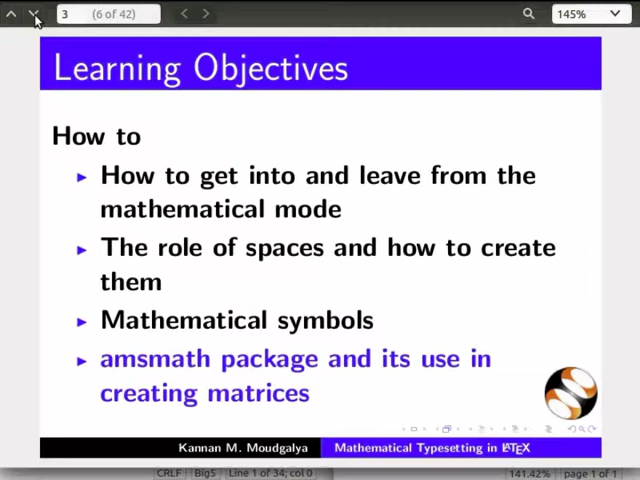 3 (6 of 42) 145%
Learning Objectives
How to
How to get into and leave from the
mathematical mode
The role of spaces and how to create
them
Mathematical symbols
amsmath package and its use in
creating matrices
Kannan M. Moudgalya Mathematical Typesetting in LATEX
CRLF Big5 Line 1 of 34; col 0 141.42% page 1 of 1